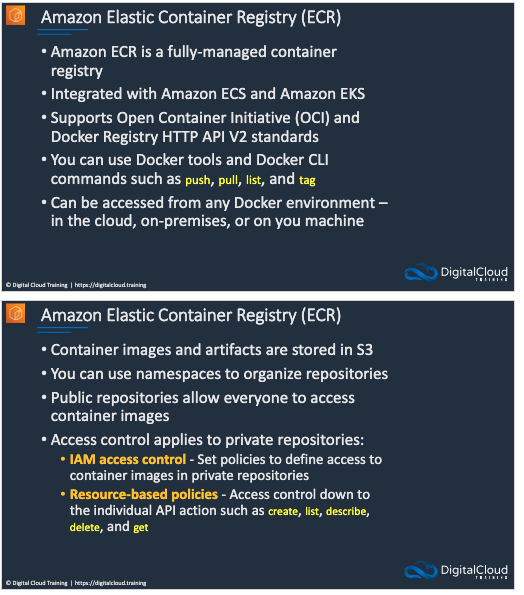 Amazon Elastic Container Registry (ECR)
• Amazon ECR is a fully-managed container
registry
• Integrated with Amazon ECS and Amazon EKS
• Supports Open Container Initiative (OCI) and
Docker Registry HTTP API V2 standards
• You can use Docker tools and Docker CLI
commands such as push, pull, list, and tag
• Can be accessed from any Docker environment –
in the cloud, on-premises, or on you machine
DigitalCloud
TRAINING
© Digital Cloud Training | https://digitalcloud.training
Amazon Elastic Container Registry (ECR)
• Container images and artifacts are stored in S3
• You can use namespaces to organize repositories
• Public repositories allow everyone to access
container images
• Access control applies to private repositories:
• IAM access control - Set policies to define access to
container images in private repositories
• Resource-based policies - Access control down to
the individual API action such as create, list, describe,
delete, and get
DigitalCloud
TRAINING
© Digital Cloud Training | https://digitalcloud.training